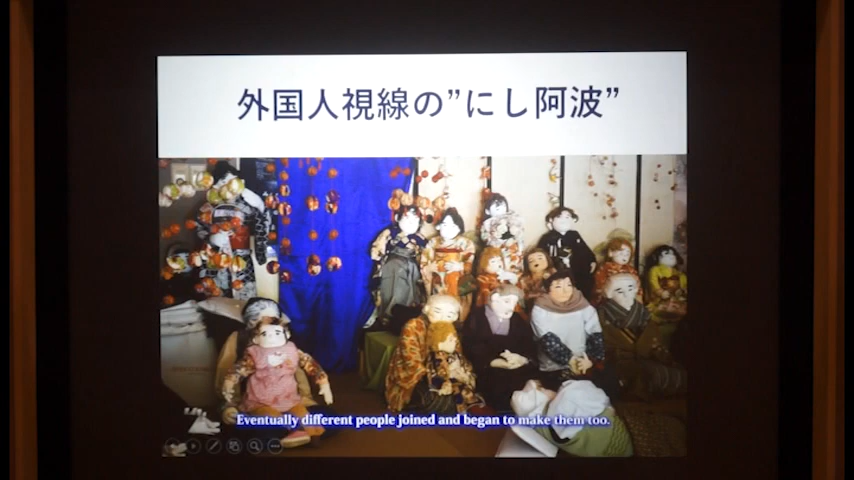 外国人視線の”にし阿波”
Eventually different people joined and began to make them too.